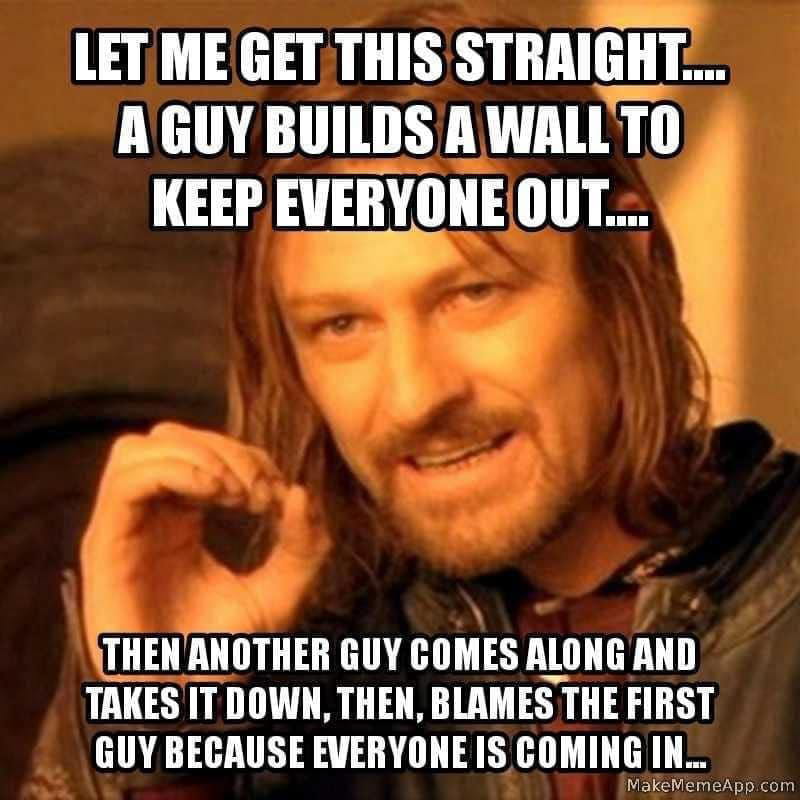 LET ME GET THIS STRAIGHT....
A GUY BUILDS A WALL TO
KEEP EVERYONE OUT....
THEN ANOTHER GUY COMES ALONG AND
TAKES IT DOWN, THEN, BLAMES THE FIRST
GUY BECAUSE EVERYONE IS COMING IN...
MakeMemeApp.com